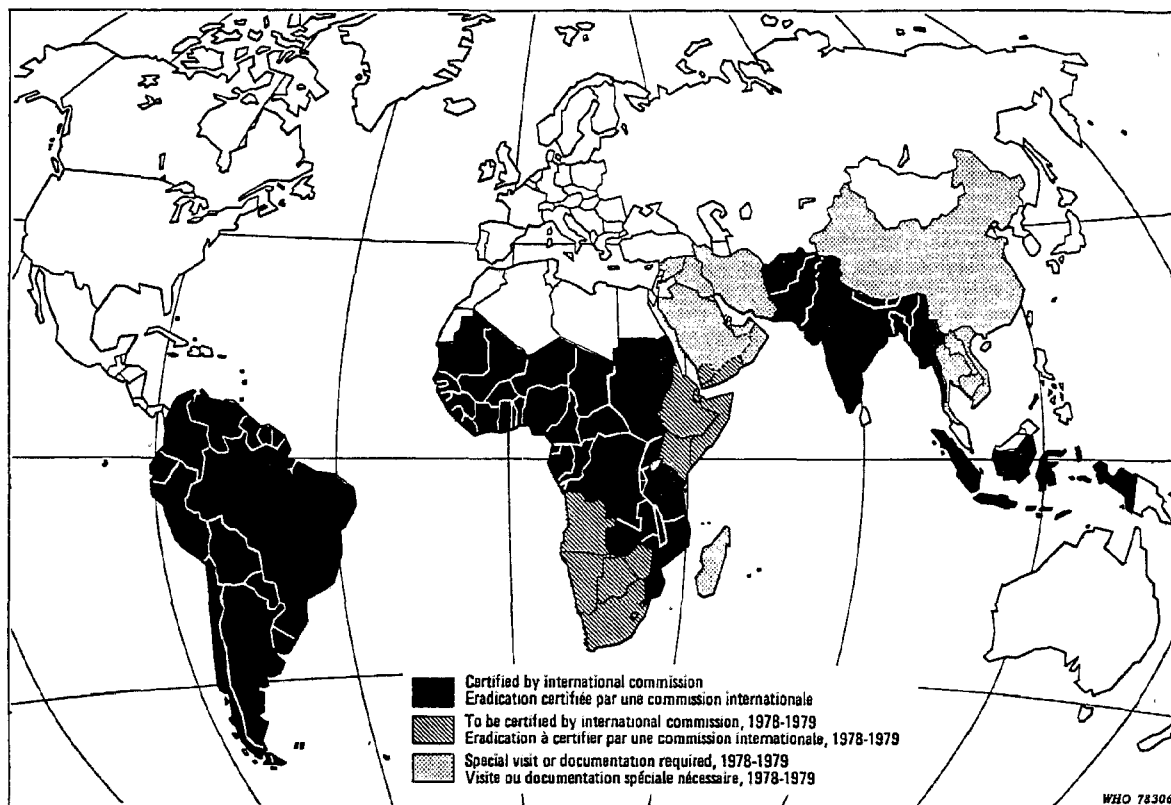 Certified by international commission
Eradication certifiée par une commission internationale
To be certified by international commission, 1978-1979
Eradication à certifier par une commission internationale, 1978-1979
Special visit or documentation required, 1978-1979
Visite ou documentation spéciale nécessaire, 1978-1979
WHO 78306